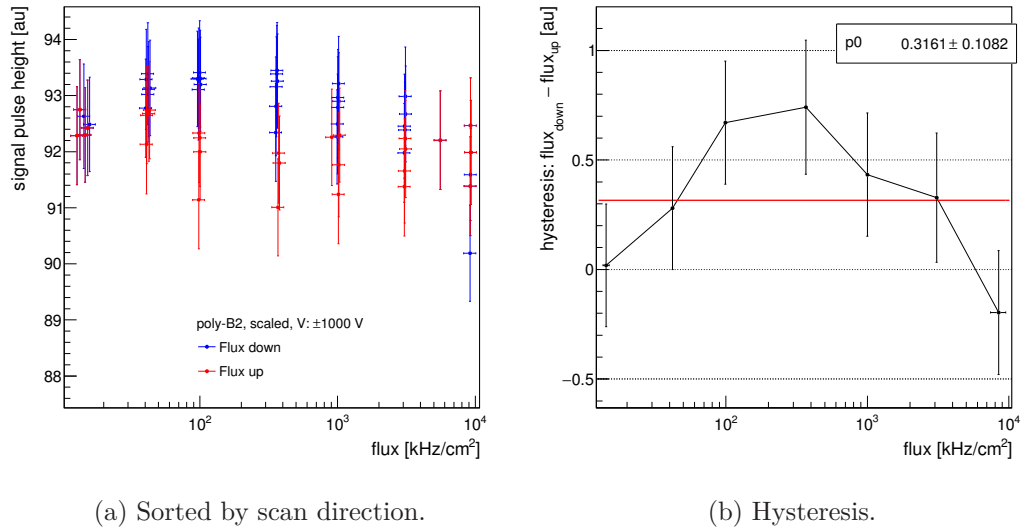 signal pulse height [au]
94
93
92
91
90
89
88
poly-B2, scaled, V: ±1000 V
Flux down
Flux up
10² 10³ 10⁴
flux [kHz/cm²]
(a) Sorted by scan direction.
hysteresis: flux_down − flux_up [au]
p0 0.3161± 0.1082
1
0.5
0
−0.5
10² 10³ 10⁴
flux [kHz/cm²]
(b) Hysteresis.